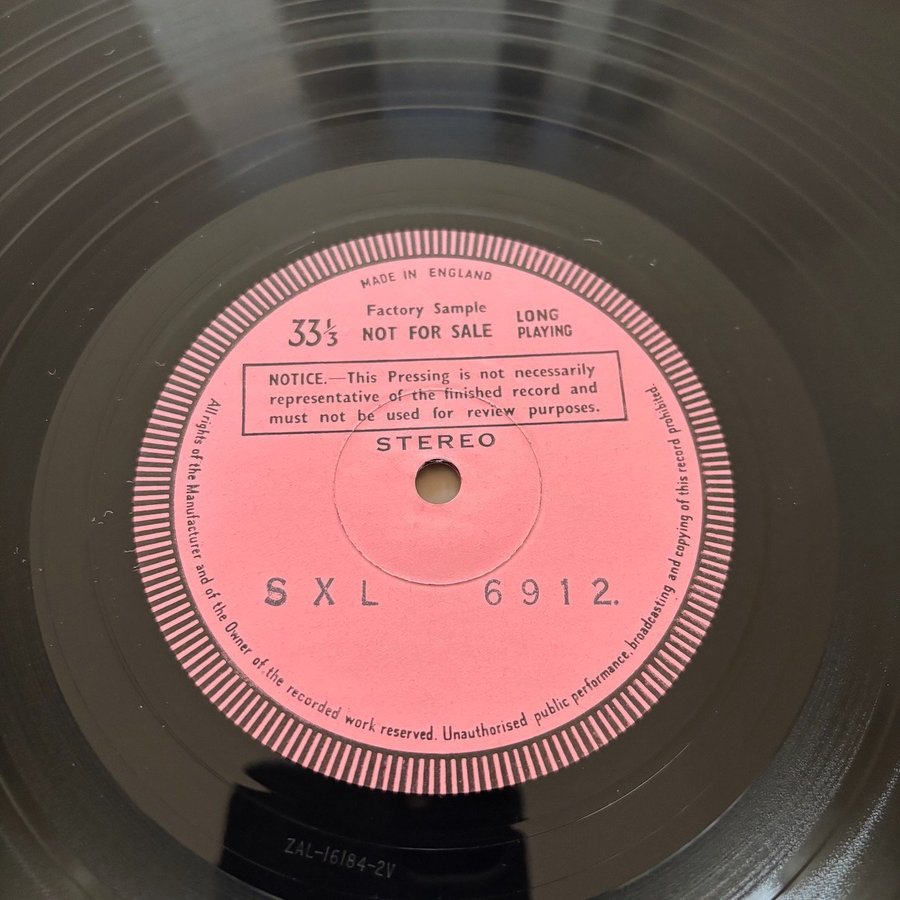 MADE IN ENGLAND
Factory Sample
33⅓ NOT FOR SALE LONG PLAYING
NOTICE.—This Pressing is not necessarily
representative of the finished record and
must not be used for review purposes.
STEREO
SXL 6912.
All rights of the Manufacturer and of the Owner of the recorded work reserved. Unauthorised public performance, broadcasting and copying of this record prohibited.
ZAL-16184-2V